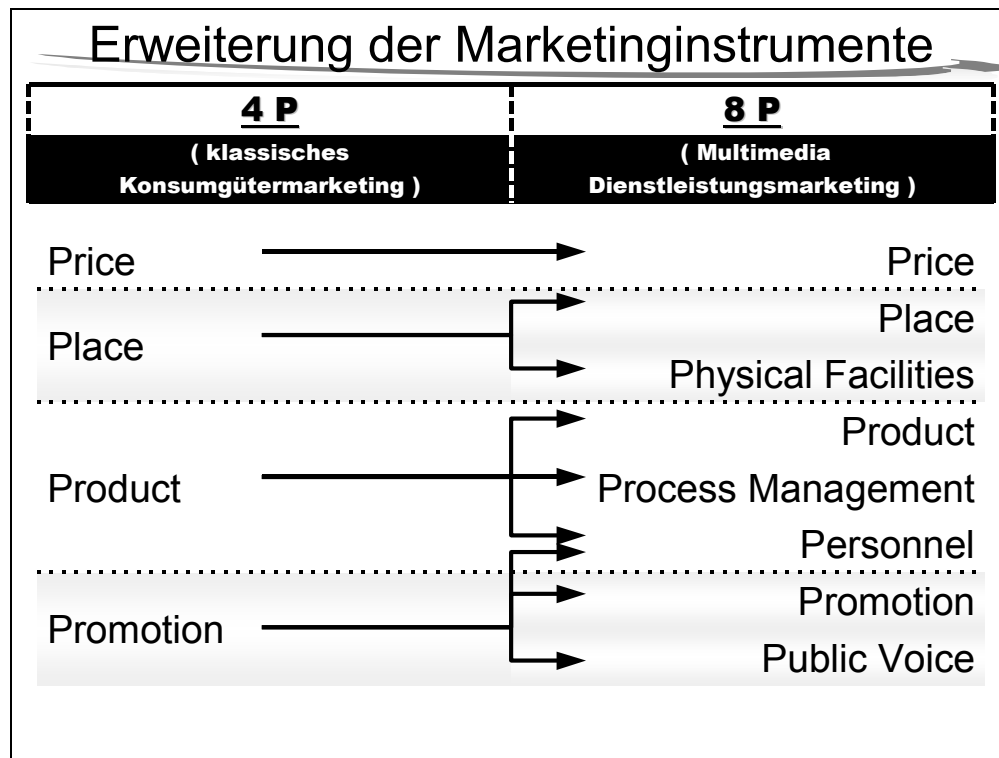 Erweiterung der Marketinginstrumente
4 P
8 P
( klassisches
Konsumgütermarketing )
( Multimedia
Dienstleistungsmarketing )
Price
Price
Place
Place
Physical Facilities
Product
Product
Process Management
Personnel
Promotion
Promotion
Public Voice